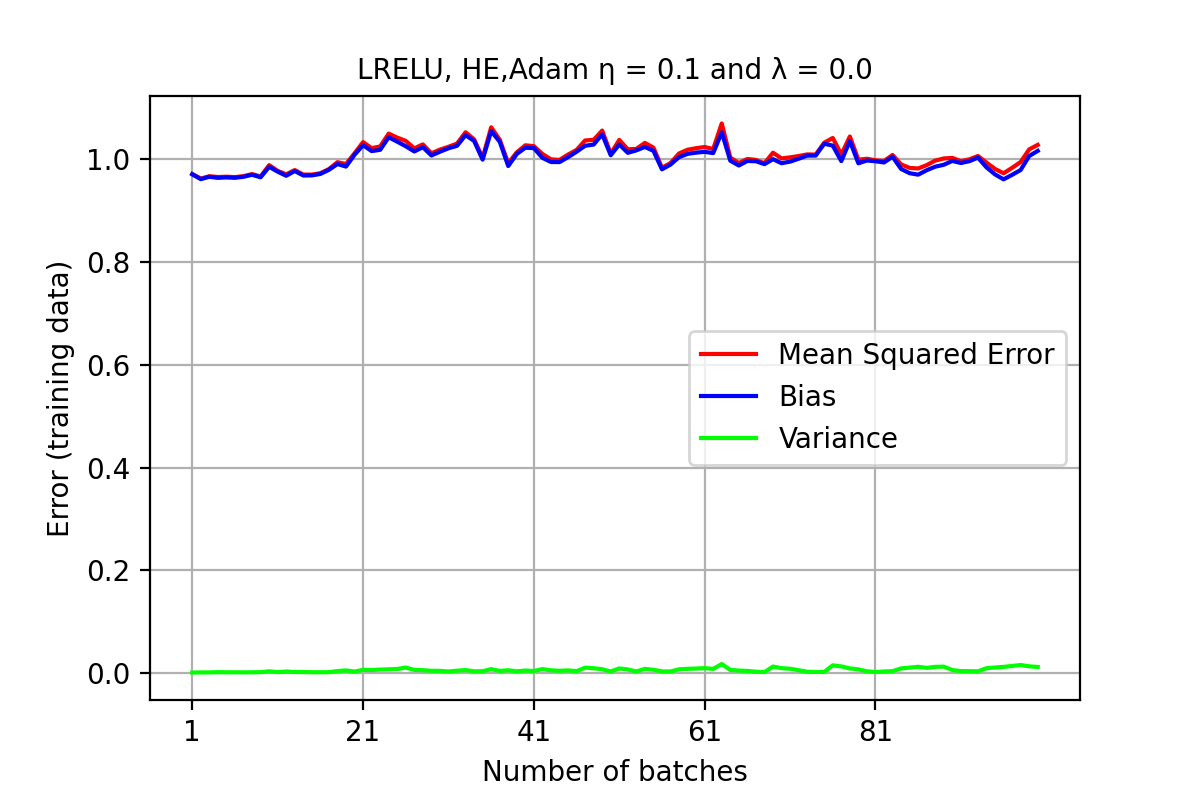 LRELU, HE,Adam η = 0.1 and λ = 0.0
Error (training data)
1.0
0.8
0.6
0.4
0.2
0.0
Mean Squared Error
Bias
Variance
1 21 41 61 81
Number of batches